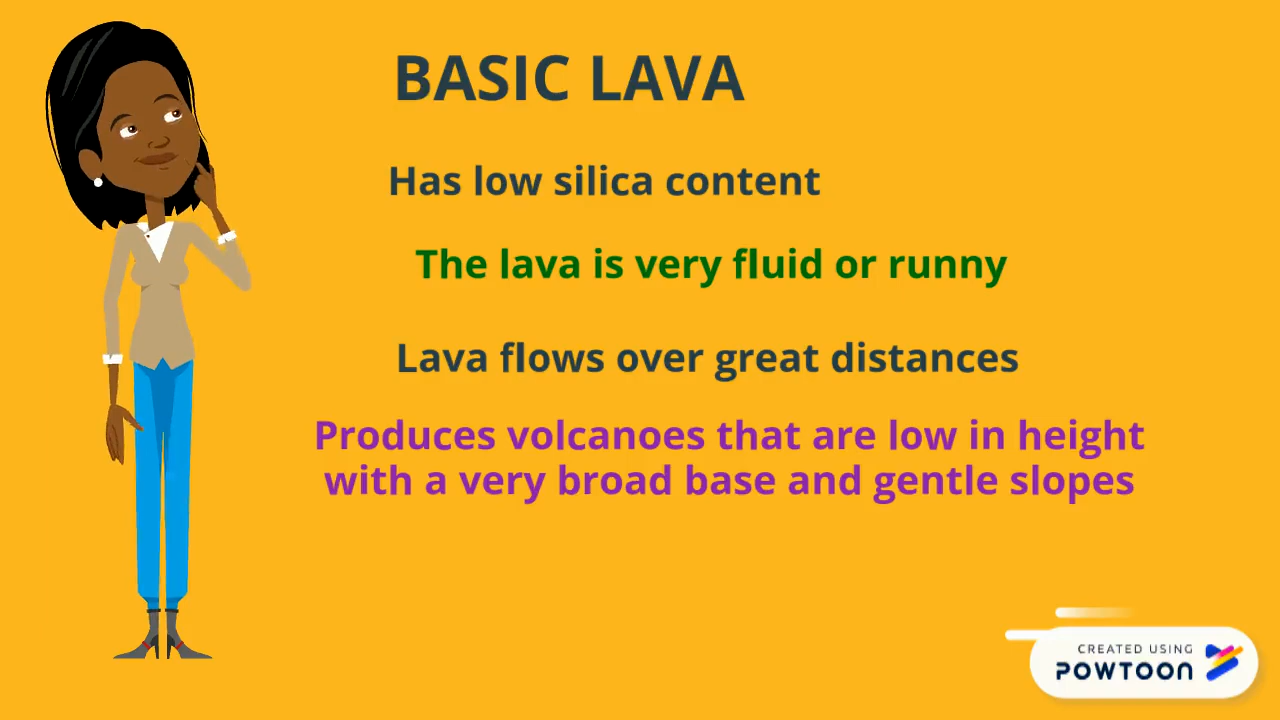 BASIC LAVA
Has low silica content
The lava is very fluid or runny
Lava flows over great distances
Produces volcanoes that are low in height
with a very broad base and gentle slopes
CREATED USING
POWTOON